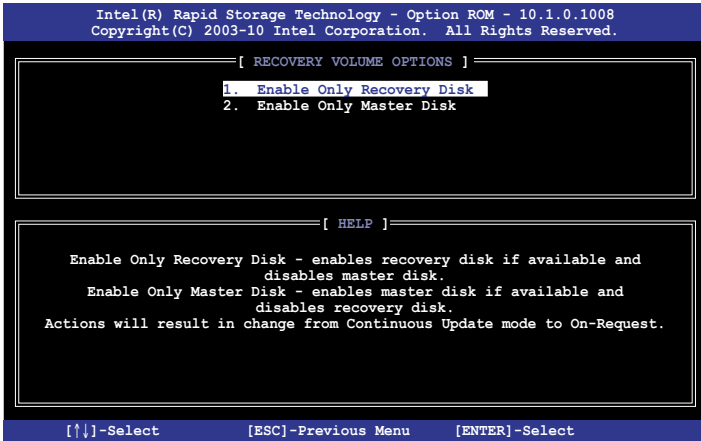 Intel(R) Rapid Storage Technology - Option ROM - 10.1.0.1008
Copyright(C) 2003-10 Intel Corporation. All Rights Reserved.
[ RECOVERY VOLUME OPTIONS ]
1. Enable Only Recovery Disk
2. Enable Only Master Disk
[ HELP ]
Enable Only Recovery Disk - enables recovery disk if available and
disables master disk.
Enable Only Master Disk - enables master disk if available and
disables recovery disk.
Actions will result in change from Continuous Update mode to On-Request.
[↑↓]-Select [ESC]-Previous Menu [ENTER]-Select